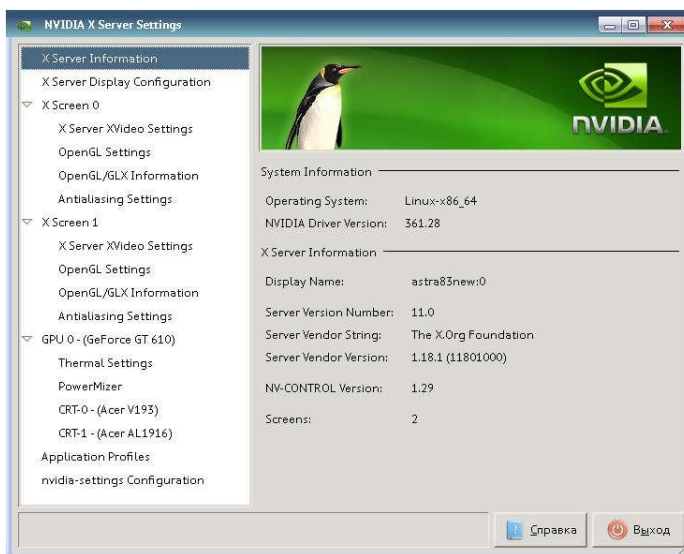 NVIDIA X Server Settings
X Server Information
X Server Display Configuration
X Screen 0
X Server XVideo Settings
OpenGL Settings
OpenGL/GLX Information
Antialiasing Settings
X Screen 1
X Server XVideo Settings
OpenGL Settings
OpenGL/GLX Information
Antialiasing Settings
GPU 0 - (GeForce GT 610)
Thermal Settings
PowerMizer
CRT-0 - (Acer V193)
CRT-1 - (Acer AL1916)
Application Profiles
nvidia-settings Configuration
NVIDIA
System Information
Operating System: Linux-x86_64
NVIDIA Driver Version: 361.28
X Server Information
Display Name: astra83new:0
Server Version Number: 11.0
Server Vendor String: The X.Org Foundation
Server Vendor Version: 1.18.1 (11801000)
NV-CONTROL Version: 1.29
Screens: 2
Справка Выход